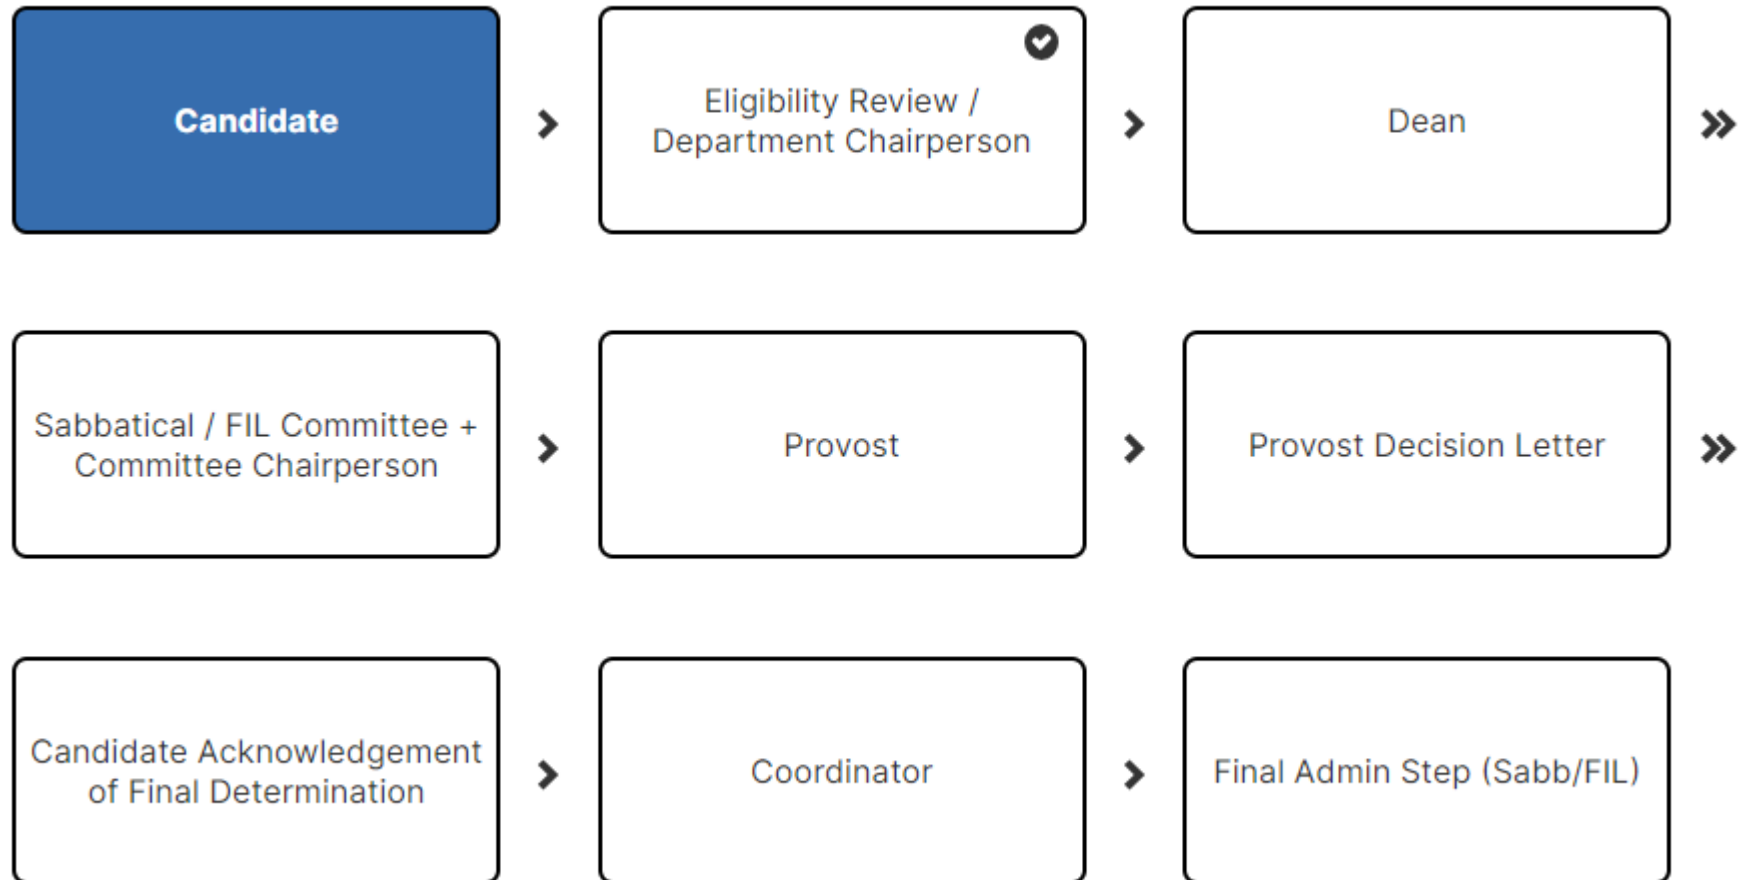 Candidate
Eligibility Review /
Department Chairperson
Dean
Sabbatical / FIL Committee +
Committee Chairperson
Provost
Provost Decision Letter
Candidate Acknowledgement
of Final Determination
Coordinator
Final Admin Step (Sabb/FIL)